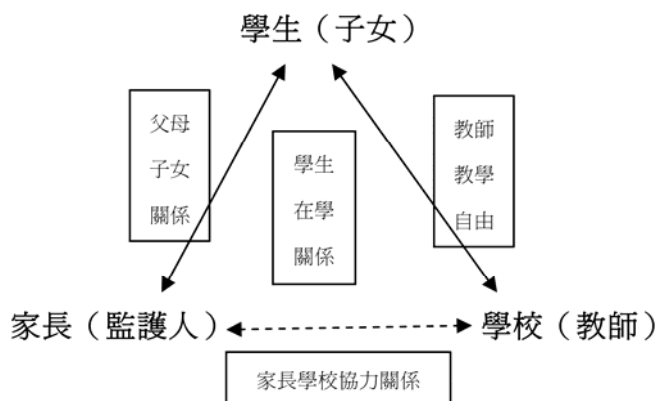 學生（子女）
父母
子女
關係
學生
在學
關係
教師
教學
自由
家長（監護人）
學校（教師）
家長學校協力關係